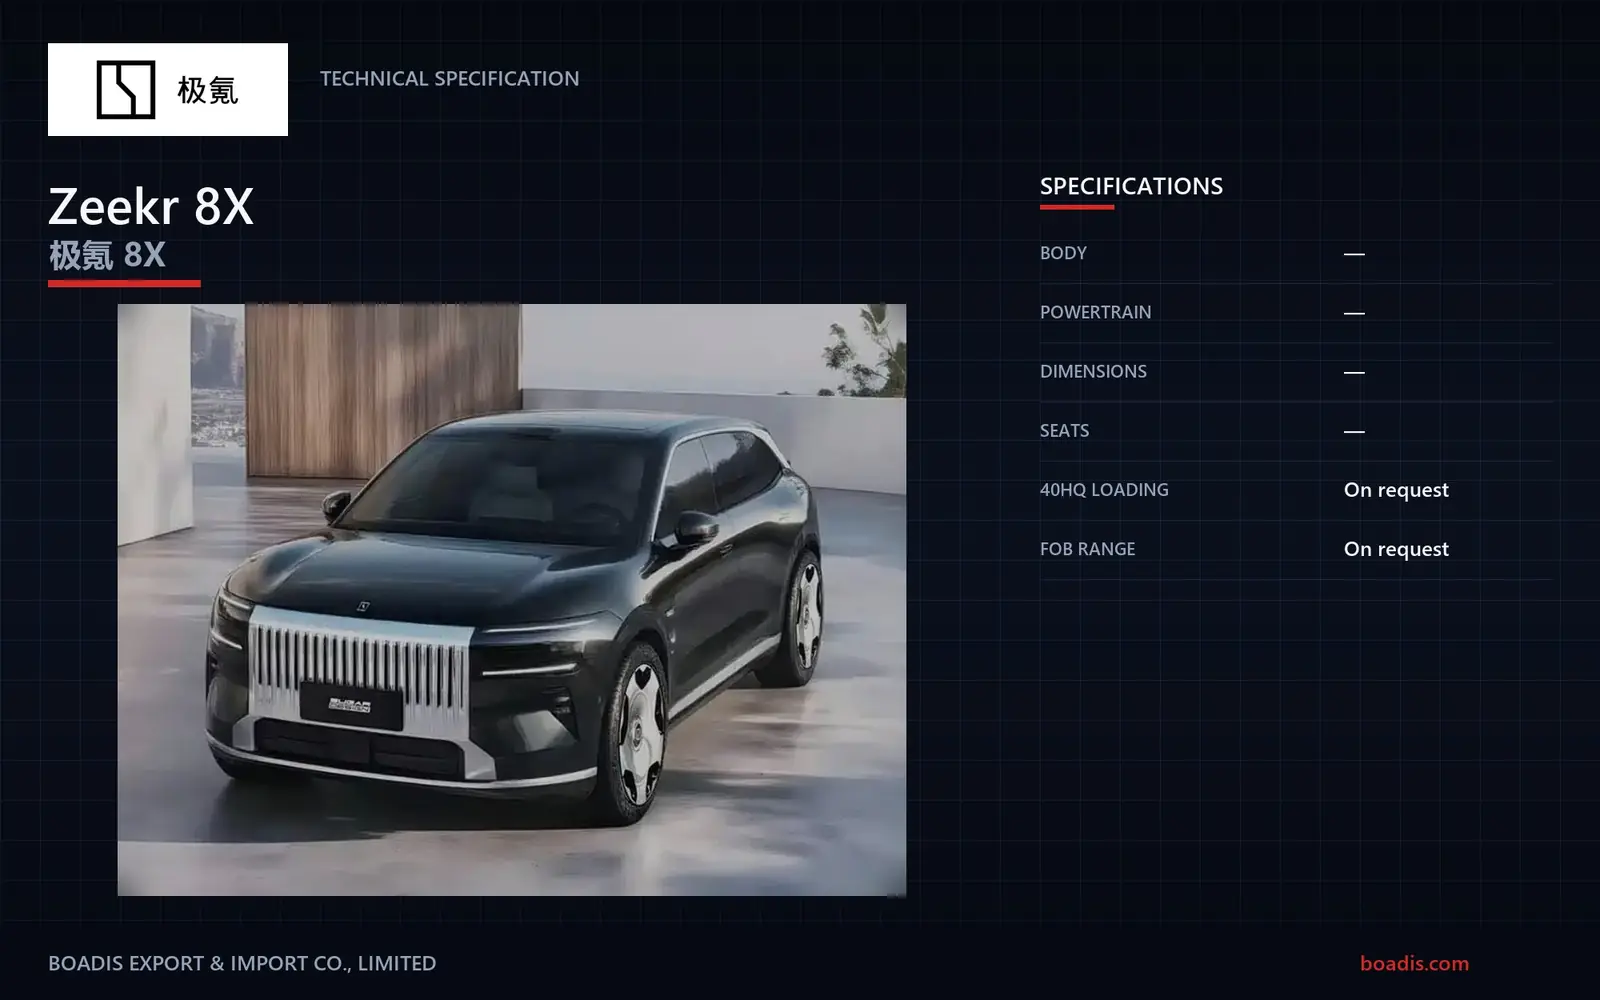 极氪
TECHNICAL SPECIFICATION
Zeekr 8X
极氪 8X
SPECIFICATIONS
BODY —
POWERTRAIN —
DIMENSIONS —
SEATS —
40HQ LOADING On request
FOB RANGE On request
BOADIS EXPORT & IMPORT CO., LIMITED
boadis.com